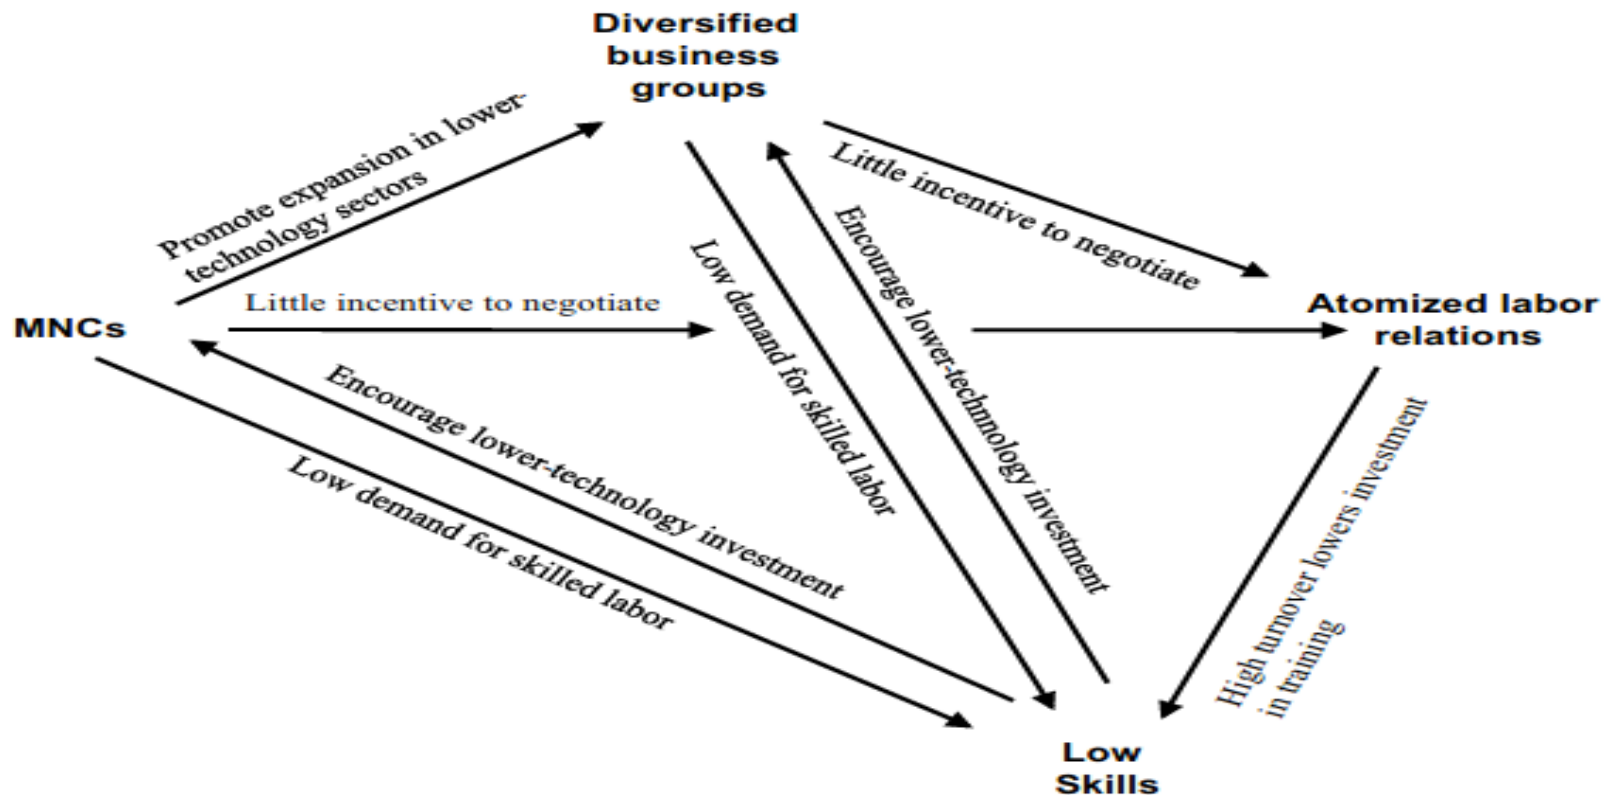 Diversified
business
groups
Promote expansion in lower-
technology sectors
Little incentive to negotiate
Little incentive to negotiate
MNCs
Atomized labor
relations
Encourage lower-technology investment
Low demand for skilled labor
Low demand for skilled labor
Encourage lower-technology investment
High turnover lowers investment
in training
Low
Skills